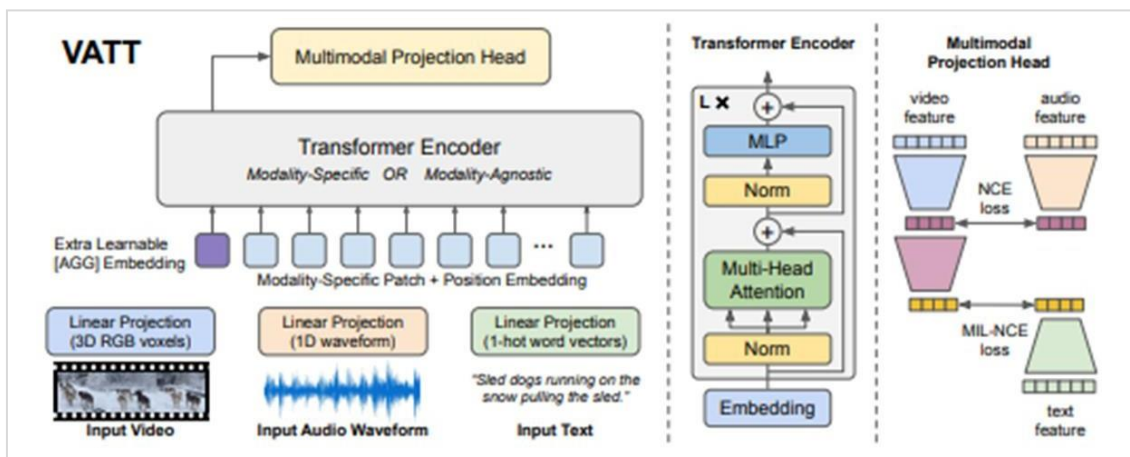 VATT
Multimodal Projection Head
Transformer Encoder
Modality-Specific OR Modality-Agnostic
Extra Learnable
[AGG] Embedding
...
Modality-Specific Patch + Position Embedding
Linear Projection
(3D RGB voxels)
Linear Projection
(1D waveform)
Linear Projection
(1-hot word vectors)
"Sled dogs running on the
snow pulling the sled."
Input Video
Input Audio Waveform
Input Text
Transformer Encoder
L ×
+
MLP
Norm
+
Multi-Head
Attention
Norm
Embedding
Multimodal
Projection Head
video
feature
audio
feature
NCE
loss
MIL-NCE
loss
text
feature